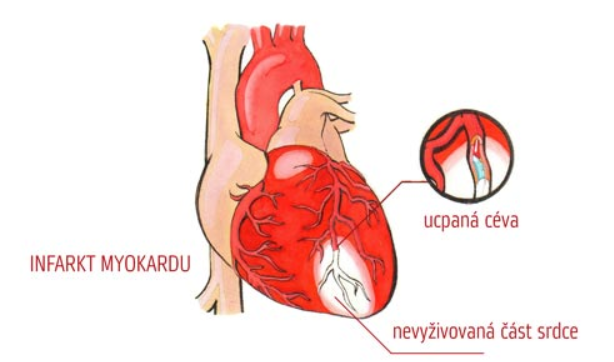 ucpaná céva
INFARKT MYOKARDU
nevyživovaná část srdce